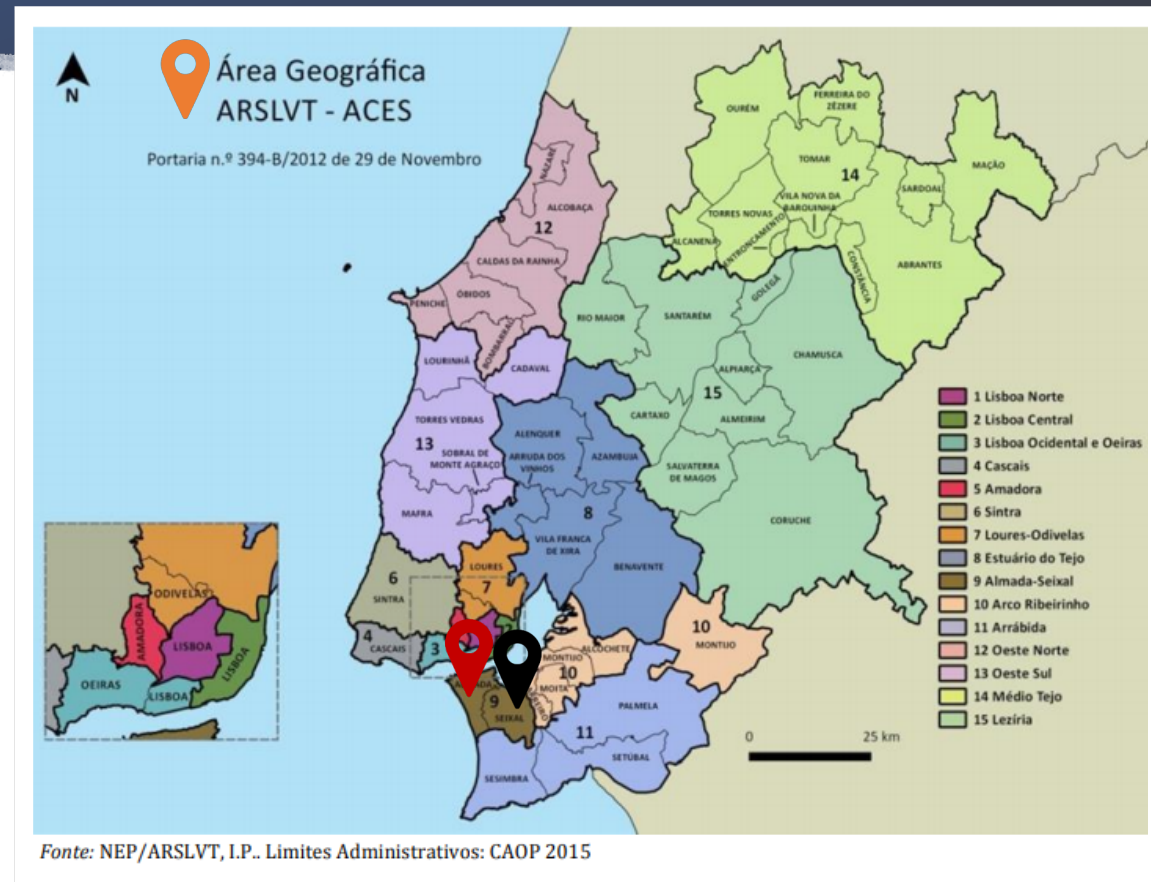 N
Área Geográfica
ARSLVT - ACES
Portaria n.º 394-B/2012 de 29 de Novembro
OURÉM
FERREIRA DO
ZÊZERE
TOMAR
14
MAÇÃO
SARDOAL
VILA NOVA DA
BARQUINHA
TORRES NOVAS
ENTRONCAMENTO
ALCANENA
CONSTÂNCIA
ABRANTES
NAZARÉ
ALCOBAÇA
12
CALDAS DA RAINHA
ÓBIDOS
PENICHE
BOMBARRAL
GOLEGÃ
RIO MAIOR
SANTARÉM
CHAMUSCA
ALPIARÇA
15
CARTAXO
ALMEIRIM
SALVATERRA
DE MAGOS
CORUCHE
LOURINHÃ
CADAVAL
TORRES VEDRAS
13
SOBRAL DE
MONTE AGRAÇO
MAFRA
ALENQUER
ARRUDA DOS
VINHOS
AZAMBUJA
8
VILA FRANCA
DE XIRA
BENAVENTE
LOURES
7
6
SINTRA
4
CASCAIS
3
2
10
MONTIJO
ALCOCHETE
MONTIJO
10
MOITA
9
SEIXAL
PALMELA
11
SETÚBAL
SESIMBRA
ODIVELAS
AMADORA
LISBOA
LISBOA
OEIRAS
LISBOA
1 Lisboa Norte
2 Lisboa Central
3 Lisboa Ocidental e Oeiras
4 Cascais
5 Amadora
6 Sintra
7 Loures-Odivelas
8 Estuário do Tejo
9 Almada-Seixal
10 Arco Ribeirinho
11 Arrábida
12 Oeste Norte
13 Oeste Sul
14 Médio Tejo
15 Lezíria
0 25 km
Fonte: NEP/ARSLVT, I.P.. Limites Administrativos: CAOP 2015